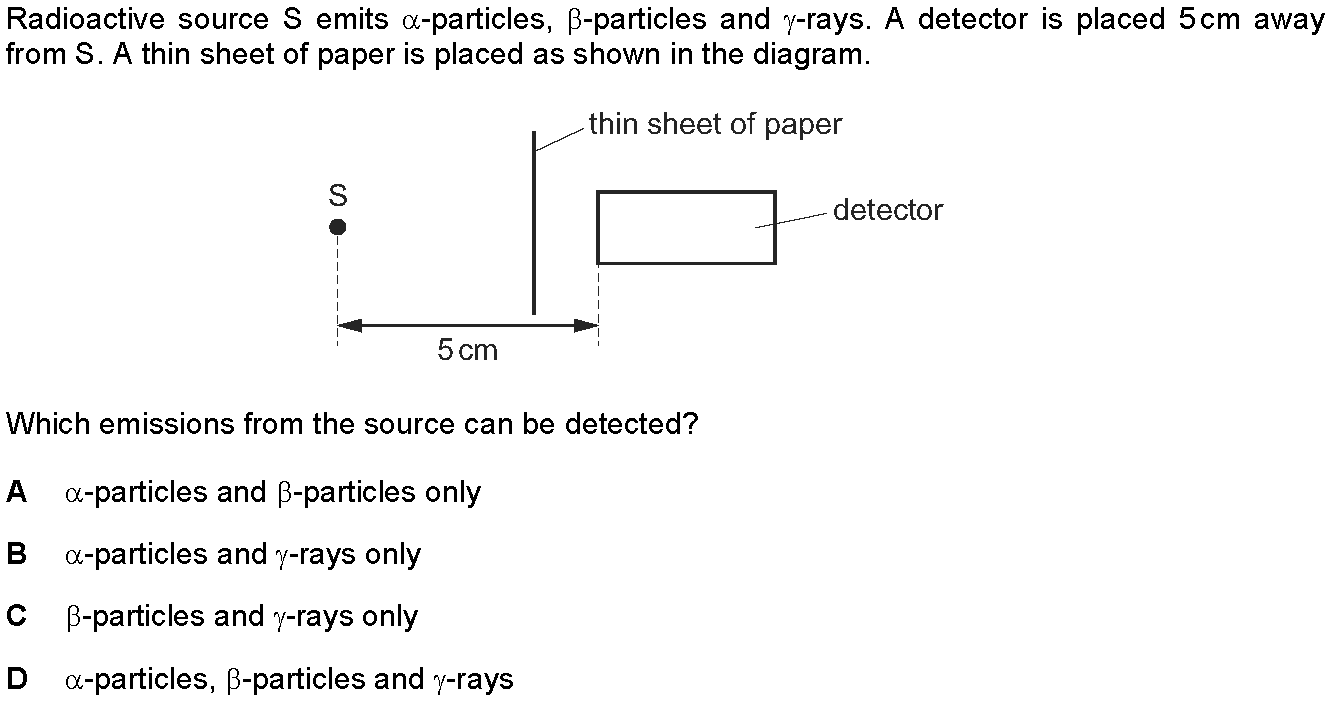 Radioactive source S emits α-particles, β-particles and γ-rays. A detector is placed 5 cm away
from S. A thin sheet of paper is placed as shown in the diagram.
thin sheet of paper
S
detector
5 cm
Which emissions from the source can be detected?
A α-particles and β-particles only
B α-particles and γ-rays only
C β-particles and γ-rays only
D α-particles, β-particles and γ-rays